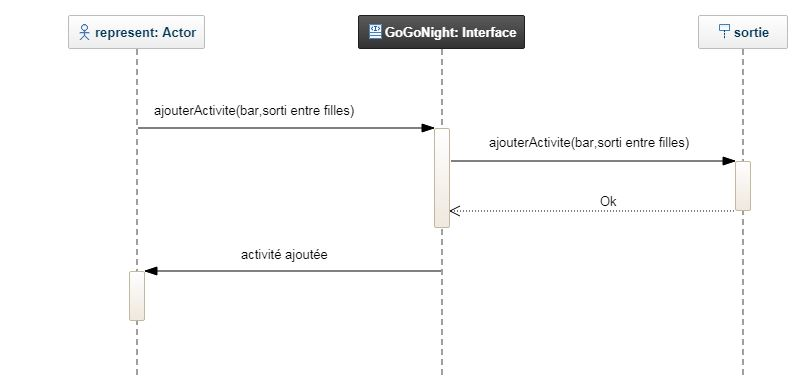 represent: Actor
GoGoNight: Interface
sortie
ajouterActivite(bar,sorti entre filles)
ajouterActivite(bar,sorti entre filles)
Ok
activité ajoutée